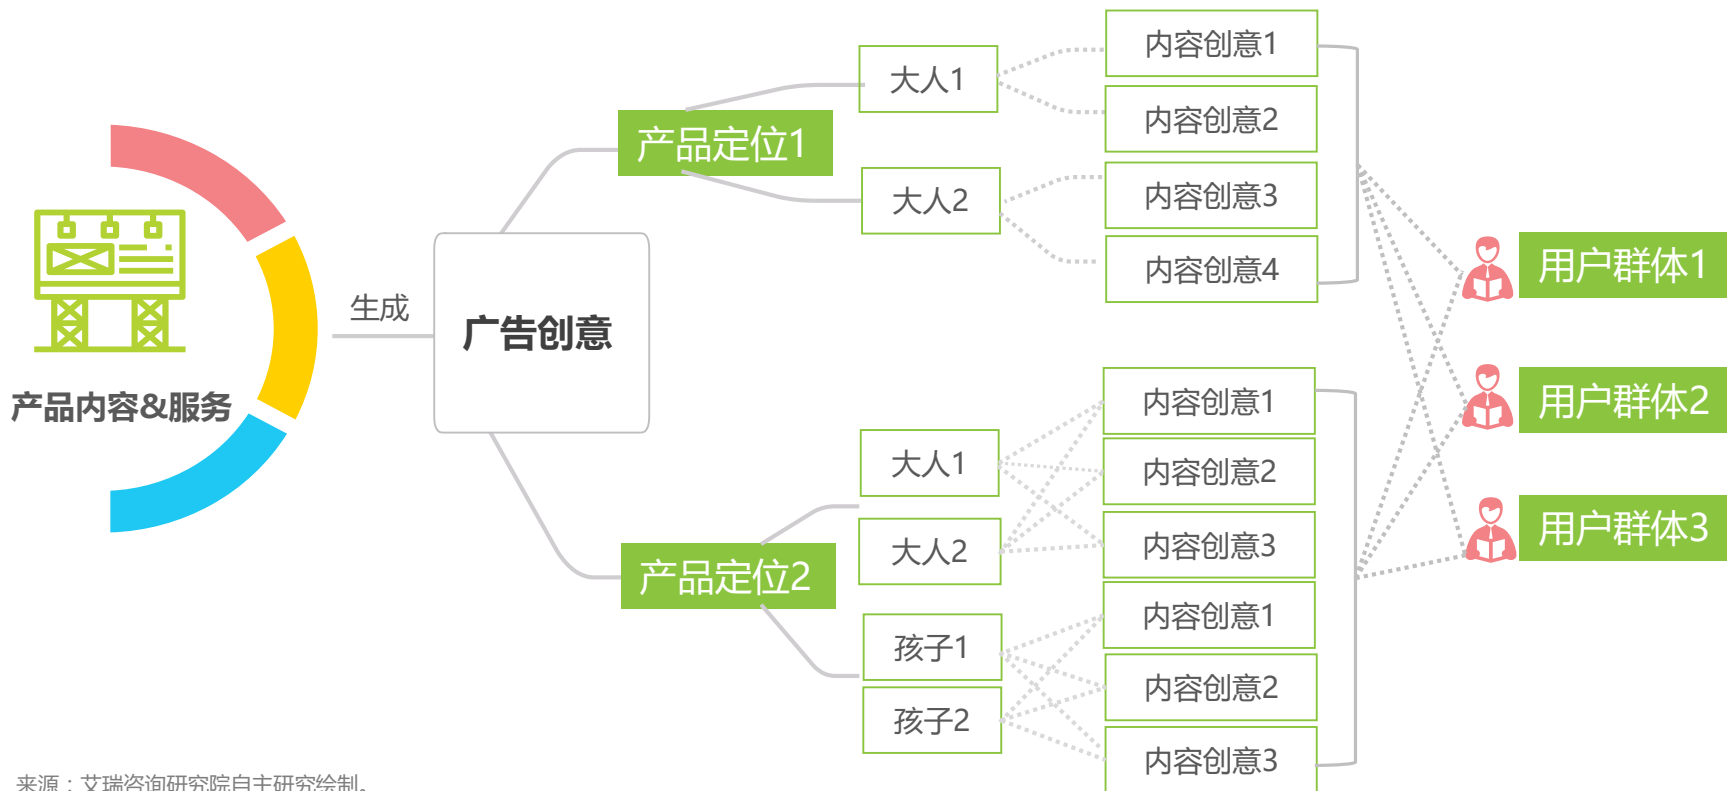 产品内容&服务
生成
广告创意
产品定位1
大人1
内容创意1
内容创意2
大人2
内容创意3
内容创意4
产品定位2
大人1
大人2
内容创意1
内容创意2
内容创意3
孩子1
孩子2
内容创意1
内容创意2
内容创意3
用户群体1
用户群体2
用户群体3
来源：艾瑞咨询研究院自主研究绘制。